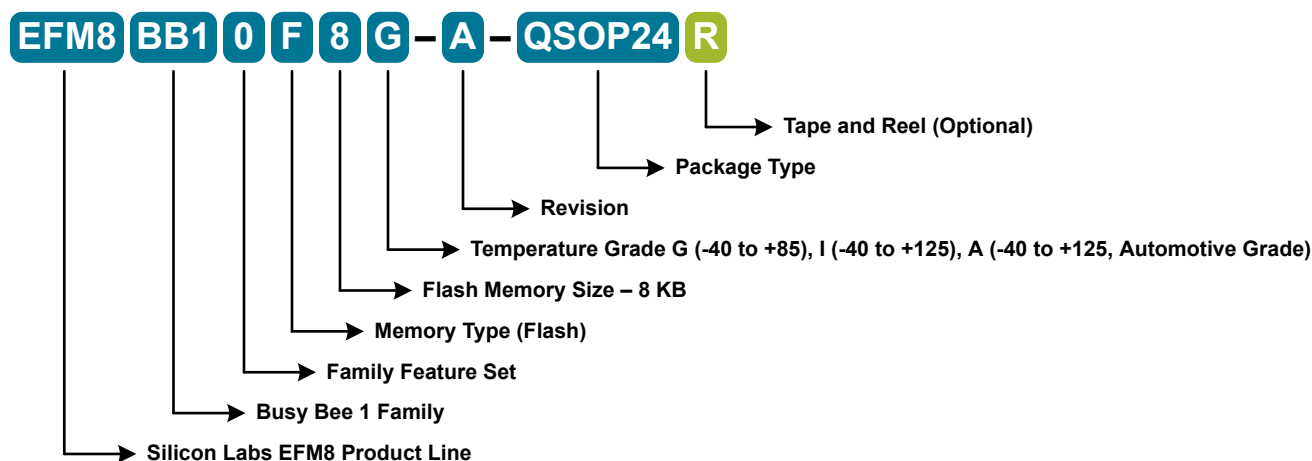 EFM8 BB1 0 F 8 G – A – QSOP24 R
Tape and Reel (Optional)
Package Type
Revision
Temperature Grade G (-40 to +85), I (-40 to +125), A (-40 to +125, Automotive Grade)
Flash Memory Size – 8 KB
Memory Type (Flash)
Family Feature Set
Busy Bee 1 Family
Silicon Labs EFM8 Product Line